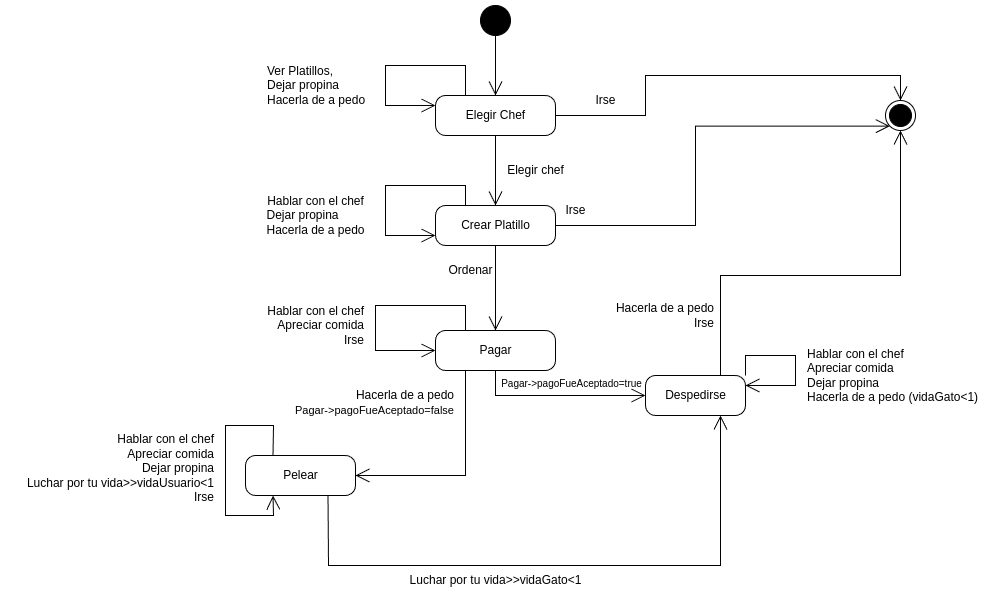 Ver Platillos,
Dejar propina
Hacerla de a pedo
Elegir Chef
Irse
Elegir chef
Hablar con el chef
Dejar propina
Hacerla de a pedo
Crear Platillo
Irse
Ordenar
Hablar con el chef
Apreciar comida
Irse
Pagar
Hacerla de a pedo
Irse
Hablar con el chef
Apreciar comida
Dejar propina
Hacerla de a pedo (vidaGato<1)
Pagar->pagoFueAceptado=true
Despedirse
Hacerla de a pedo
Pagar->pagoFueAceptado=false
Hablar con el chef
Apreciar comida
Dejar propina
Luchar por tu vida>>vidaUsuario<1
Irse
Pelear
Luchar por tu vida>>vidaGato<1